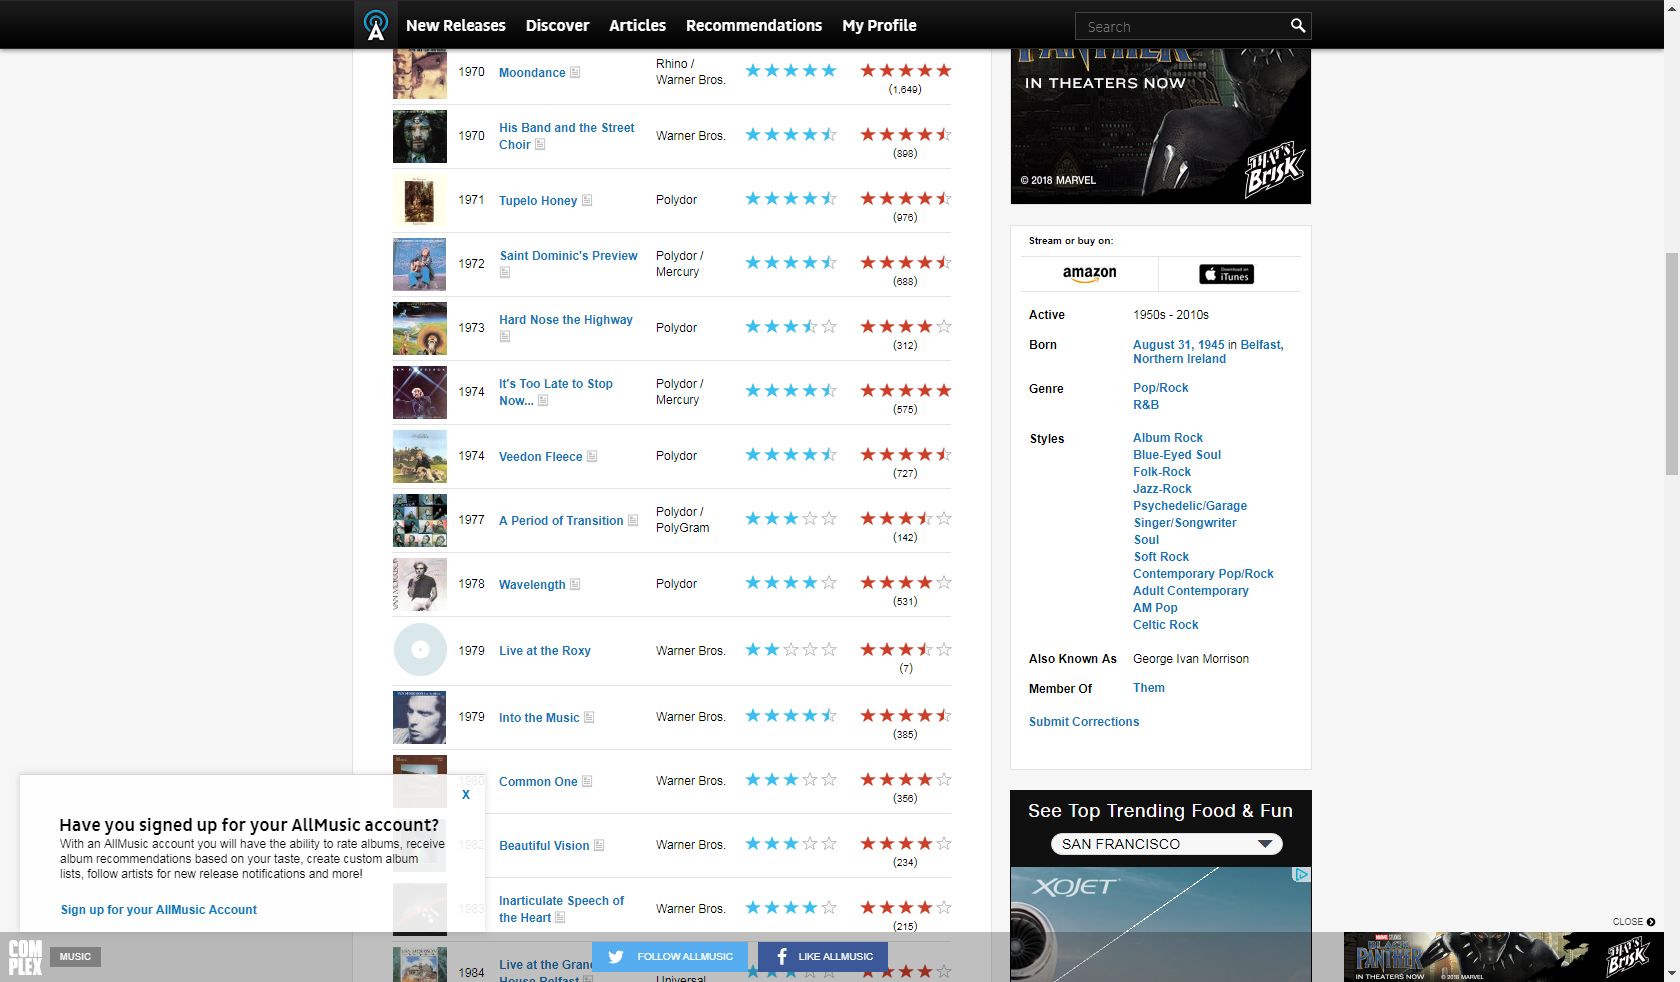 New Releases Discover Articles Recommendations My Profile
Search
1970 Moondance Rhino / Warner Bros. (1,649)
1970 His Band and the Street Choir Warner Bros. (898)
1971 Tupelo Honey Polydor (976)
1972 Saint Dominic's Preview Polydor / Mercury (688)
1973 Hard Nose the Highway Polydor (312)
1974 It's Too Late to Stop Now... Polydor / Mercury (575)
1974 Veedon Fleece Polydor (727)
1977 A Period of Transition Polydor / PolyGram (142)
1978 Wavelength Polydor (531)
1979 Live at the Roxy Warner Bros. (7)
1979 Into the Music Warner Bros. (385)
1980 Common One Warner Bros. (356)
1982 Beautiful Vision Warner Bros. (234)
1983 Inarticulate Speech of the Heart Warner Bros. (215)
1984 Live at the Grand House Belfast Universal
PANTHER
IN THEATERS NOW
© 2018 MARVEL
THAT'S BRISK
Stream or buy on:
amazon
Download on iTunes
Active 1950s - 2010s
Born August 31, 1945 in Belfast,
Northern Ireland
Genre Pop/Rock
R&B
Styles Album Rock
Blue-Eyed Soul
Folk-Rock
Jazz-Rock
Psychedelic/Garage
Singer/Songwriter
Soul
Soft Rock
Contemporary Pop/Rock
Adult Contemporary
AM Pop
Celtic Rock
Also Known As George Ivan Morrison
Member Of Them
Submit Corrections
See Top Trending Food & Fun
SAN FRANCISCO
XOJET
X
Have you signed up for your AllMusic account?
With an AllMusic account you will have the ability to rate albums, receive
album recommendations based on your taste, create custom album
lists, follow artists for new release notifications and more!
Sign up for your AllMusic Account
CLOSE
COMPLEX MUSIC
FOLLOW ALLMUSIC
LIKE ALLMUSIC
MARVEL STUDIOS
BLACK PANTHER
IN THEATERS NOW © 2018 MARVEL
THAT'S BRISK